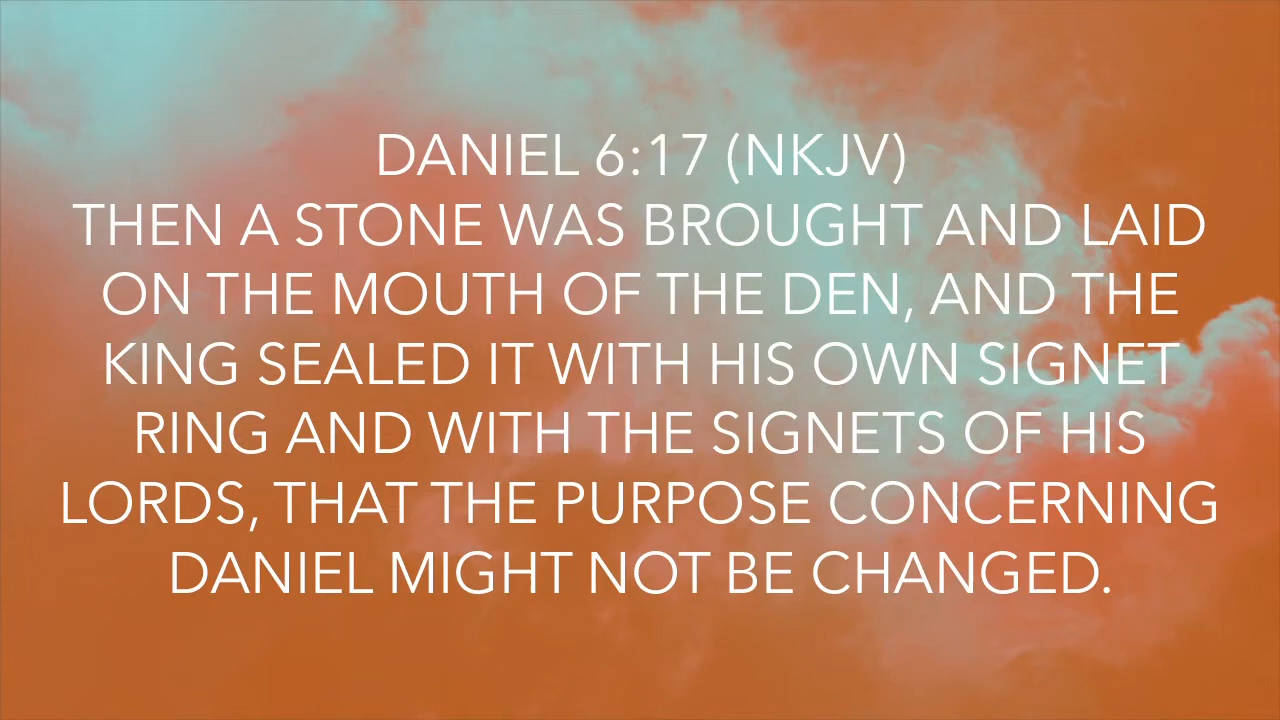 DANIEL 6:17 (NKJV)
THEN A STONE WAS BROUGHT AND LAID
ON THE MOUTH OF THE DEN, AND THE
KING SEALED IT WITH HIS OWN SIGNET
RING AND WITH THE SIGNETS OF HIS
LORDS, THAT THE PURPOSE CONCERNING
DANIEL MIGHT NOT BE CHANGED.